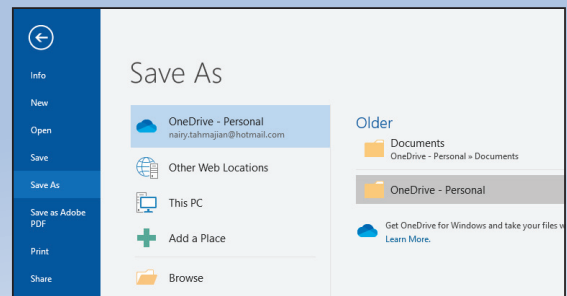 Info
New
Open
Save
Save As
Save as Adobe
PDF
Print
Share
Save As
OneDrive - Personal
nairy.tahmajian@hotmail.com
Other Web Locations
This PC
Add a Place
Browse
Older
Documents
OneDrive - Personal » Documents
OneDrive - Personal
Get OneDrive for Windows and take your files
Learn More.